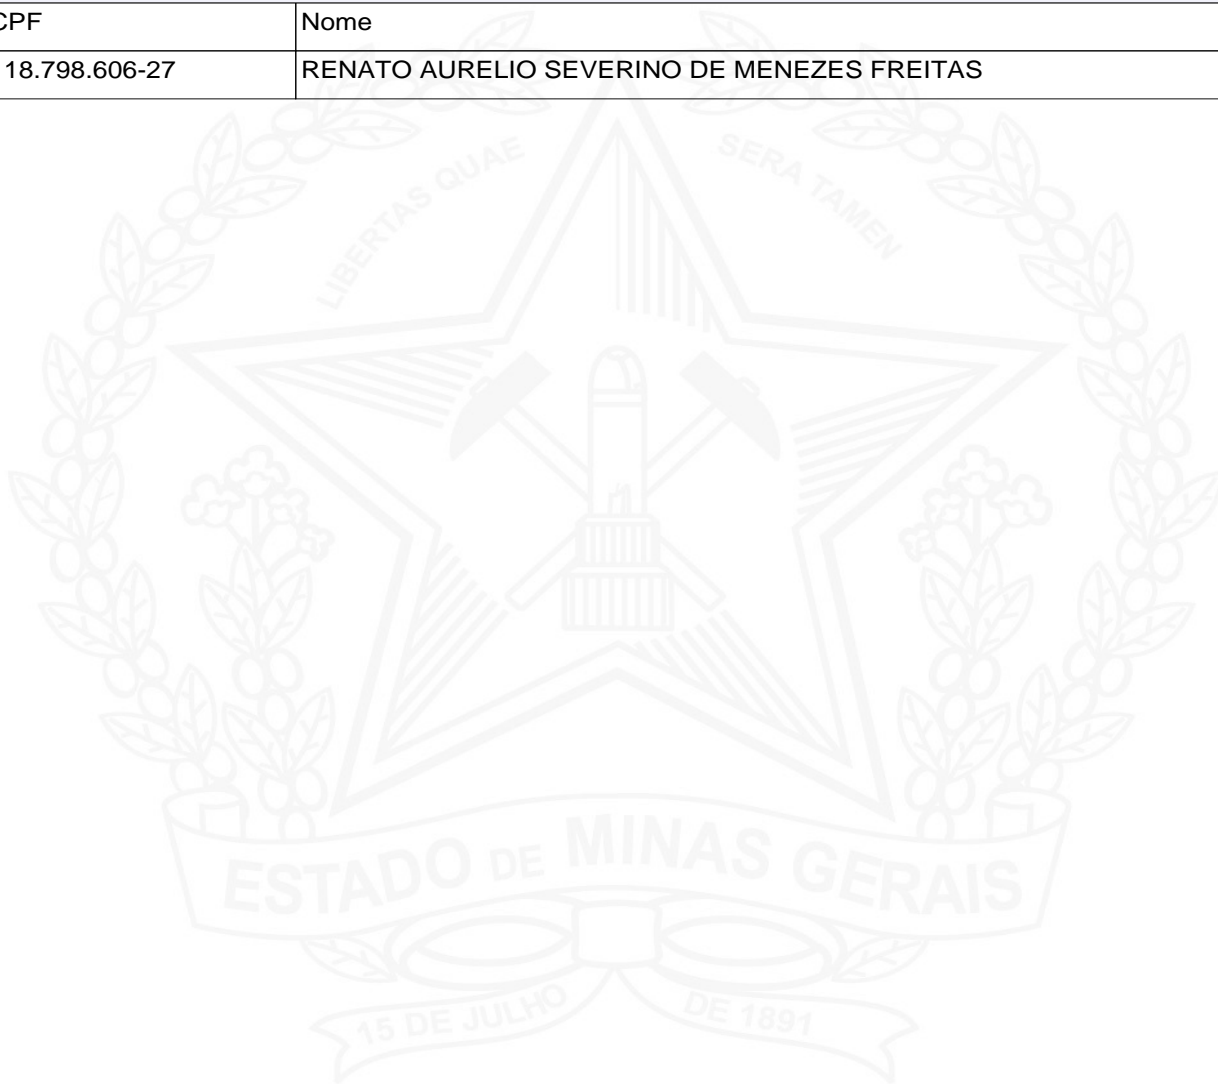 CPF Nome
18.798.606-27 RENATO AURELIO SEVERINO DE MENEZES FREITAS
LIBERTAS QUAE SERA TAMEN
ESTADO DE MINAS GERAIS
15 DE JULHO DE 1891